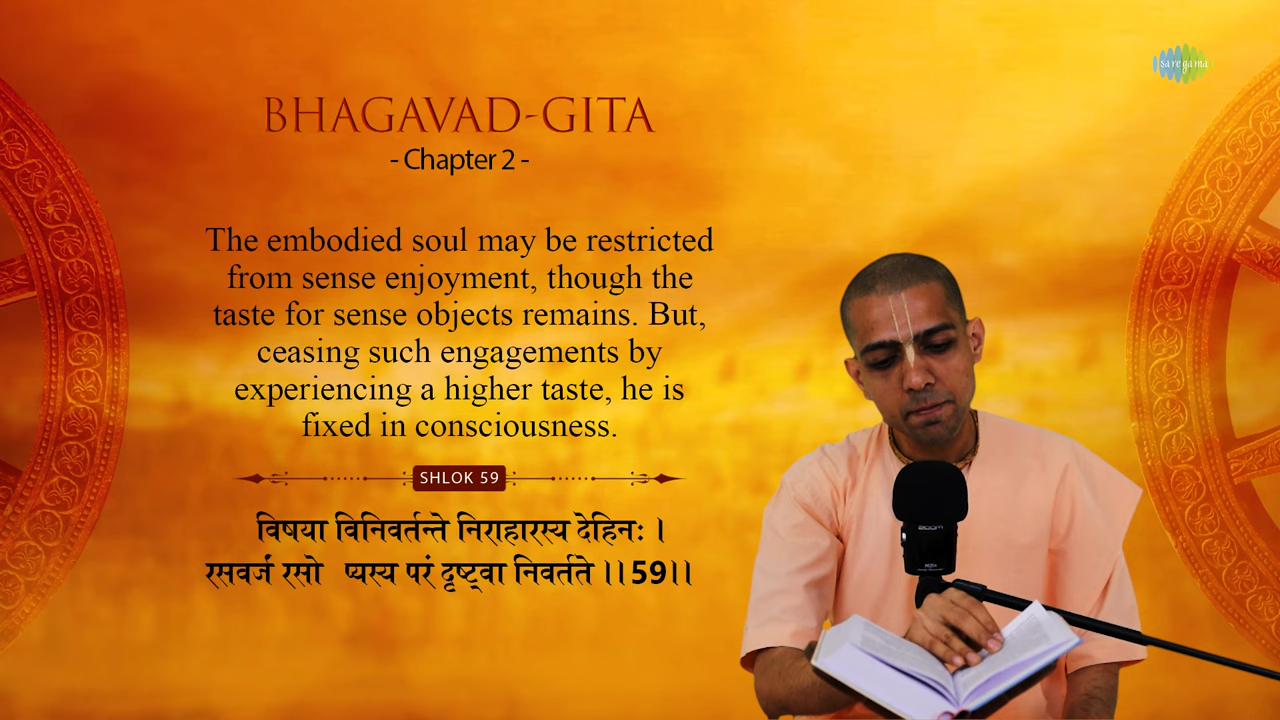 saregama
BHAGAVAD-GITA
- Chapter 2 -
The embodied soul may be restricted
from sense enjoyment, though the
taste for sense objects remains. But,
ceasing such engagements by
experiencing a higher taste, he is
fixed in consciousness.
SHLOK 59
विषया विनिवर्तन्ते निराहारस्य देहिनः ।
रसवर्जं रसो प्यस्य परं दृष्ट्वा निवर्तते ।।59।।
ZOOM